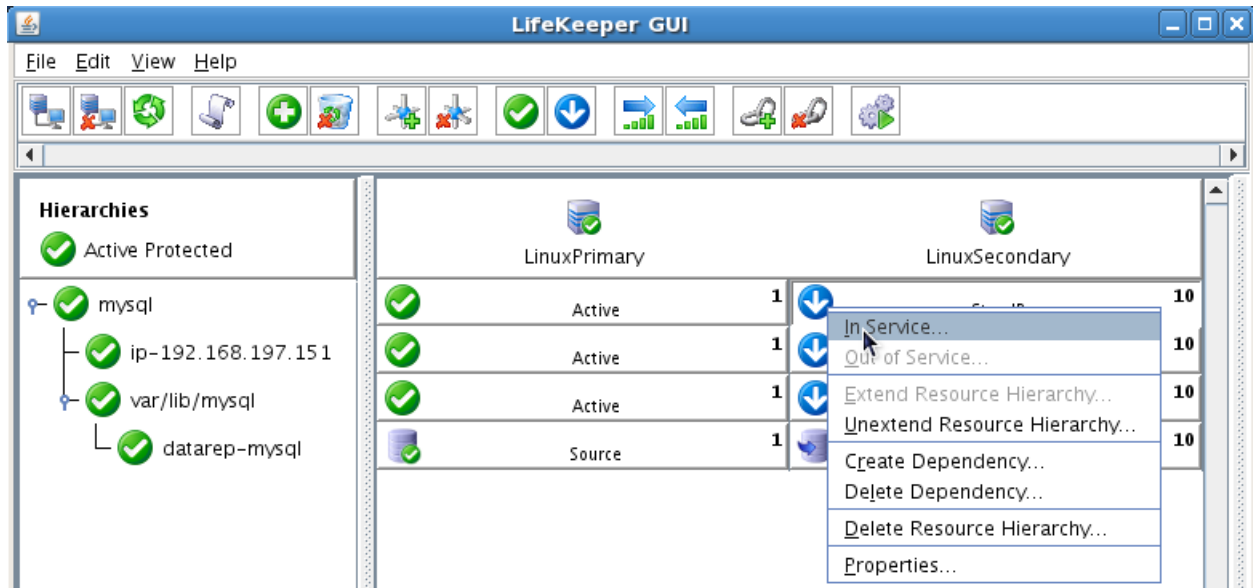 LifeKeeper GUI
File Edit View Help
Hierarchies
Active Protected
LinuxPrimary
LinuxSecondary
mysql
Active 1
10
ip-192.168.197.151
Active 1
10
var/lib/mysql
Active 1
10
datarep-mysql
Source 1
10
In Service...
Out of Service...
Extend Resource Hierarchy...
Unextend Resource Hierarchy...
Create Dependency...
Delete Dependency...
Delete Resource Hierarchy...
Properties...